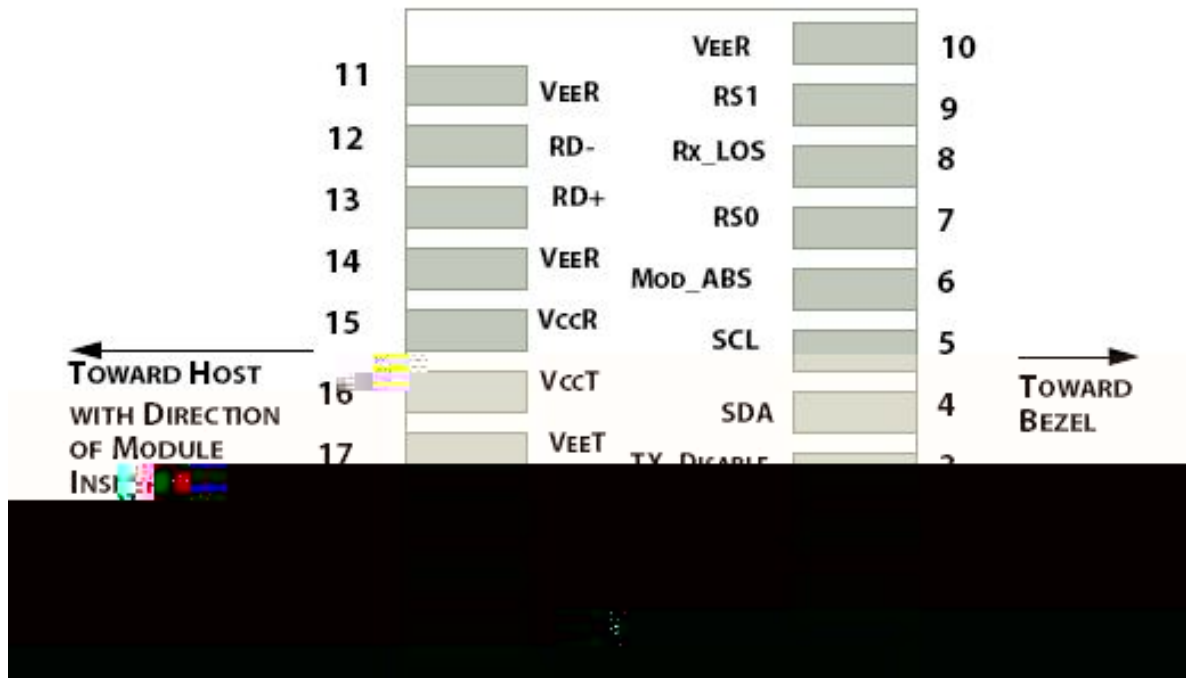 VEER 10
11 VEER
RS1 9
12 RD-
Rx_LOS 8
13 RD+
RS0 7
14 VEER
MOD_ABS 6
15 VCCR
SCL 5
TOWARD HOST
WITH DIRECTION
OF MODULE
16 VCCT
SDA 4
TOWARD
BEZEL
17 VEET